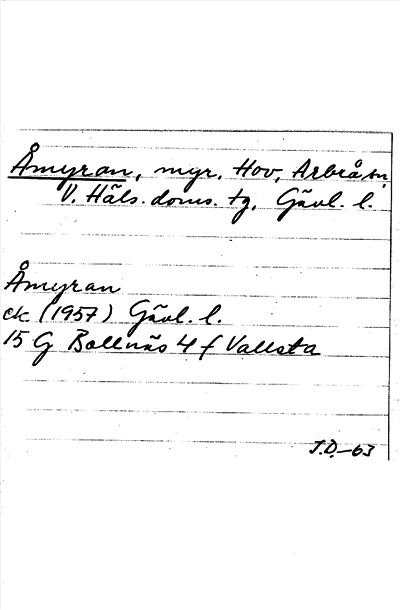 Åmyran, myr, Hov, Arbrå sn,
V. Häls. doms. tg, Gävl. l.
Åmyran
ek (1957) Gävl. l.
15 G Bollnäs 4 f Vallsta
J.D.-63